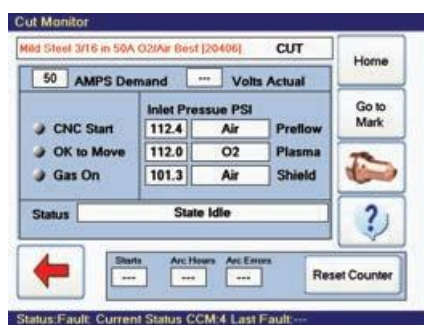 Cut Monitor
Mild Steel 3/16 in 50A O2/Air Best [20406] CUT
Home
50 AMPS Demand --- Volts Actual
Inlet Pressue PSI
Go to
Mark
CNC Start 112.4 Air Preflow
OK to Move 112.0 O2 Plasma
Gas On 101.3 Air Shield
Status State Idle
?
Starts Arc Hours Arc Errors
--- --- ---
Reset Counter
Status:Fault: Current Status CCM:4 Last Fault:---